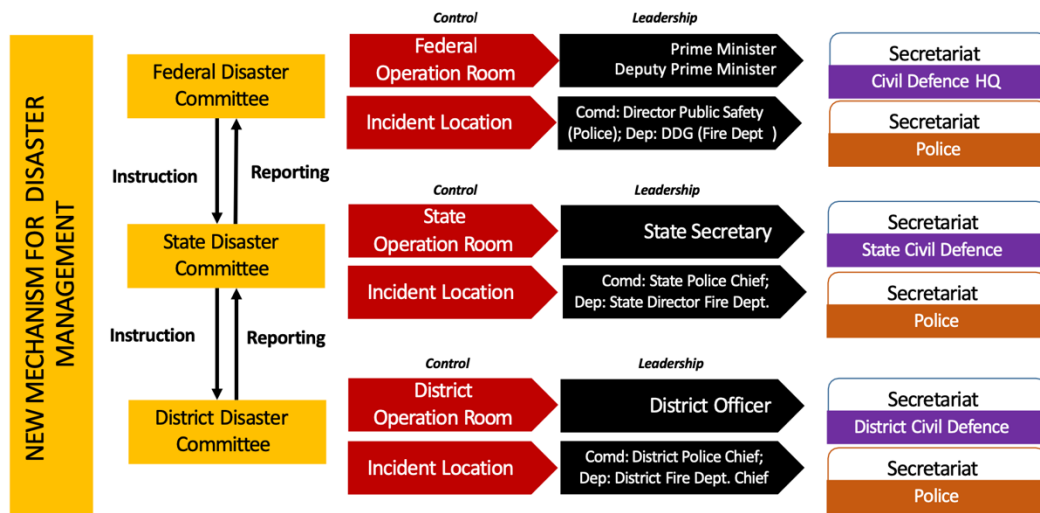 NEW MECHANISM FOR DISASTER
MANAGEMENT
Federal Disaster
Committee
Instruction
Reporting
State Disaster
Committee
Instruction
Reporting
District Disaster
Committee
Control
Leadership
Federal
Operation Room
Prime Minister
Deputy Prime Minister
Secretariat
Civil Defence HQ
Incident Location
Comd: Director Public Safety
(Police); Dep: DDG (Fire Dept )
Secretariat
Police
Control
Leadership
State
Operation Room
State Secretary
Secretariat
State Civil Defence
Incident Location
Comd: State Police Chief;
Dep: State Director Fire Dept.
Secretariat
Police
Control
Leadership
District
Operation Room
District Officer
Secretariat
District Civil Defence
Incident Location
Comd: District Police Chief;
Dep: District Fire Dept. Chief
Secretariat
Police